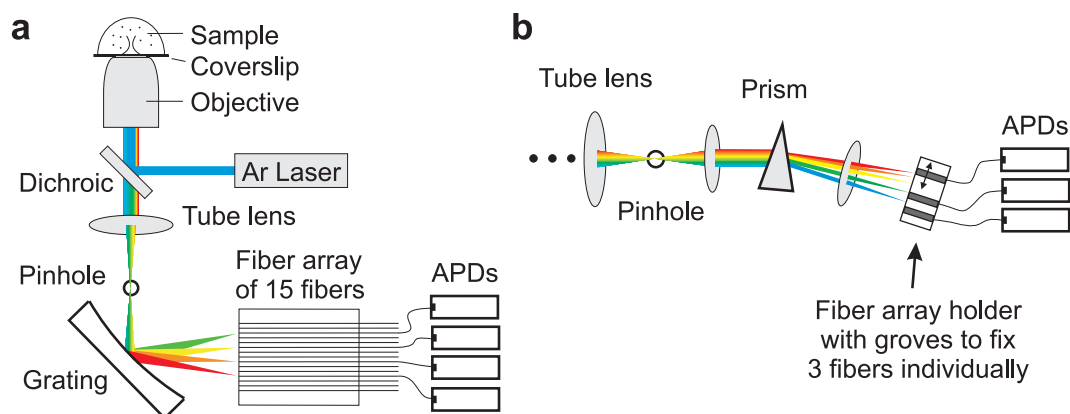 a
Sample
Coverslip
Objective
Dichroic
Ar Laser
Tube lens
Pinhole
Fiber array
of 15 fibers
APDs
Grating
b
Tube lens
Prism
APDs
Pinhole
Fiber array holder
with groves to fix
3 fibers individually